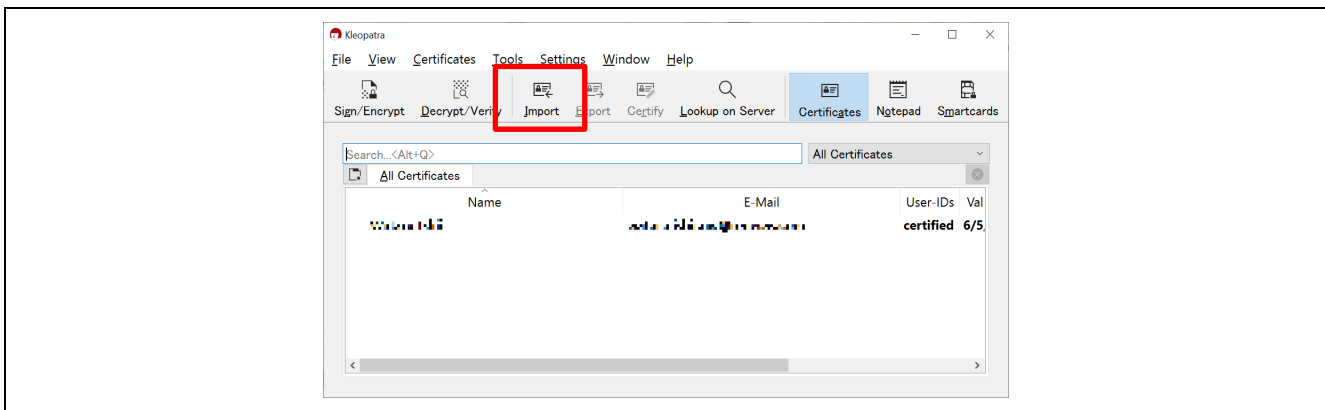 Kleopatra
File View Certificates Tools Settings Window Help
Sign/Encrypt Decrypt/Verify Import Export Certify Lookup on Server Certificates Notepad Smartcards
Search...<Alt+Q> All Certificates
All Certificates
Name E-Mail User-IDs Val
certified 6/5